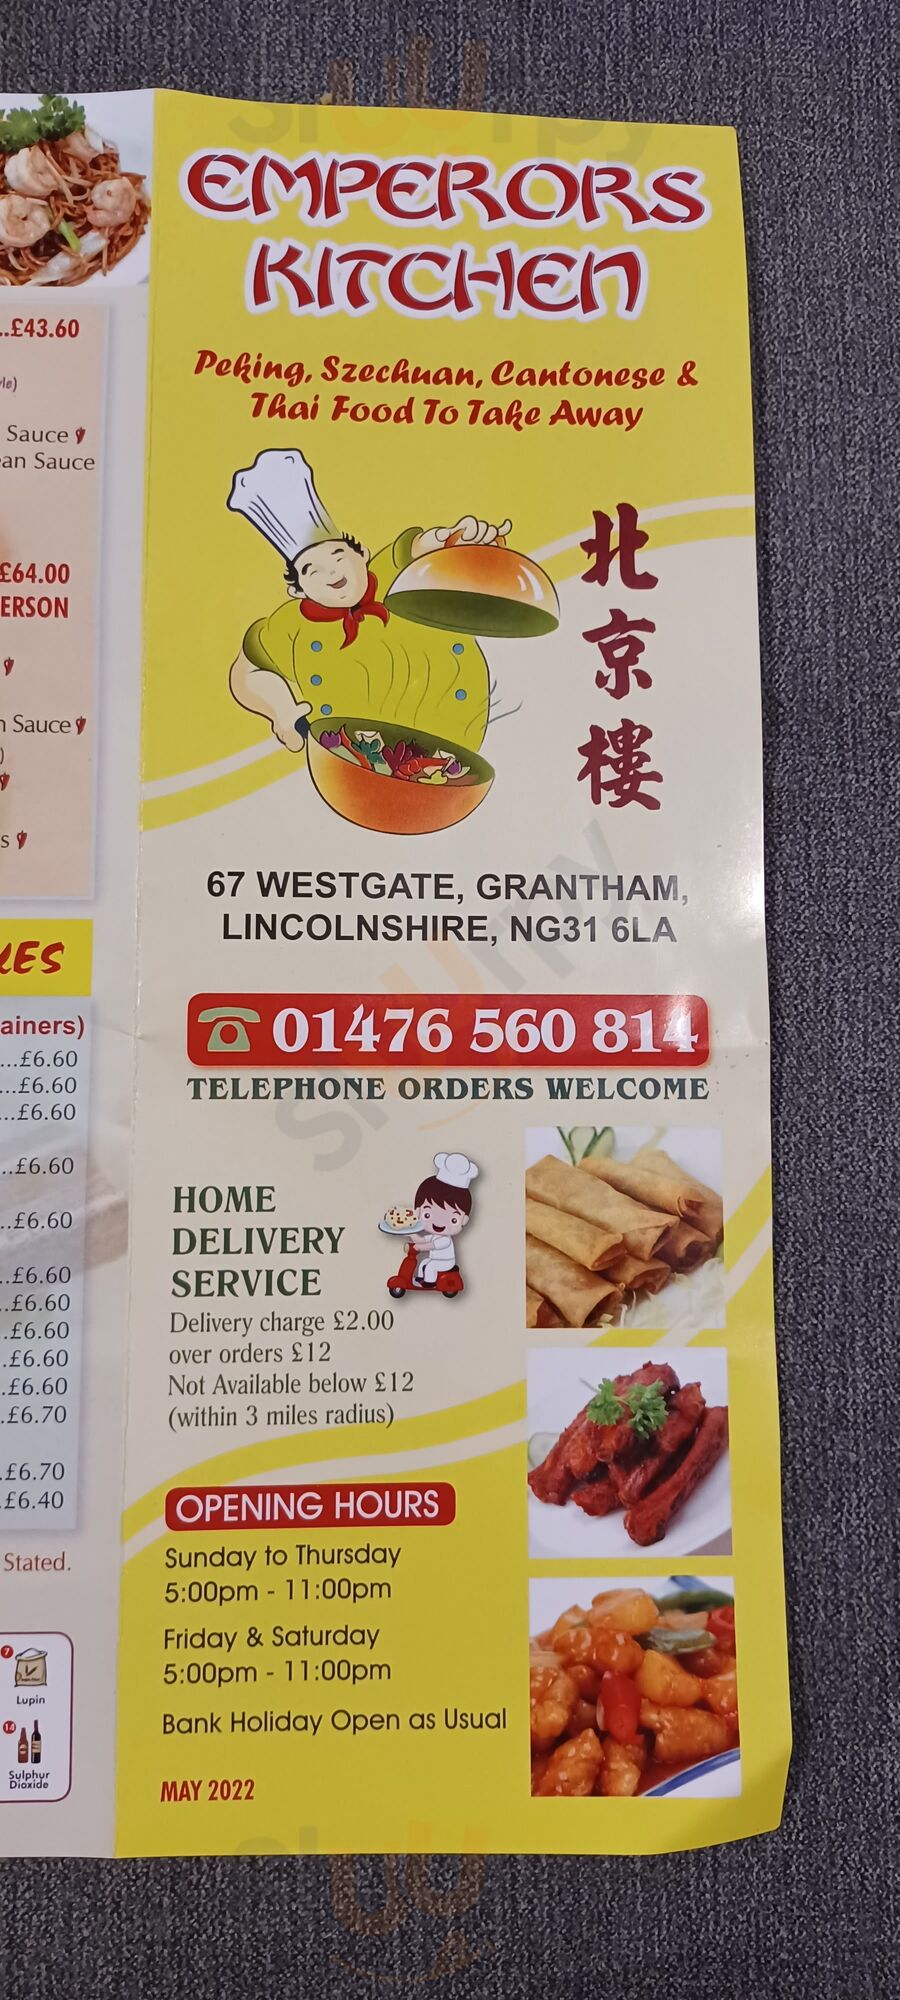 EMPERORS
KITCHEN
Peking, Szechuan, Cantonese &
Thai Food To Take Away
北
京
樓
67 WESTGATE, GRANTHAM,
LINCOLNSHIRE, NG31 6LA
01476 560 814
TELEPHONE ORDERS WELCOME
HOME
DELIVERY
SERVICE
Delivery charge £2.00
over orders £12
Not Available below £12
(within 3 miles radius)
OPENING HOURS
Sunday to Thursday
5:00pm - 11:00pm
Friday & Saturday
5:00pm - 11:00pm
Bank Holiday Open as Usual
MAY 2022
..£43.60
Sauce
Sauce
£64.00
Sauce
ainers)
...£6.60
...£6.60
...£6.60
..£6.60
..£6.60
..£6.60
..£6.60
.£6.60
.£6.60
.£6.60
.£6.70
.£6.70
.£6.40
Stated.
7
Lupin
14
Sulphur
Dioxide
slurpy
slurpy
slurpy